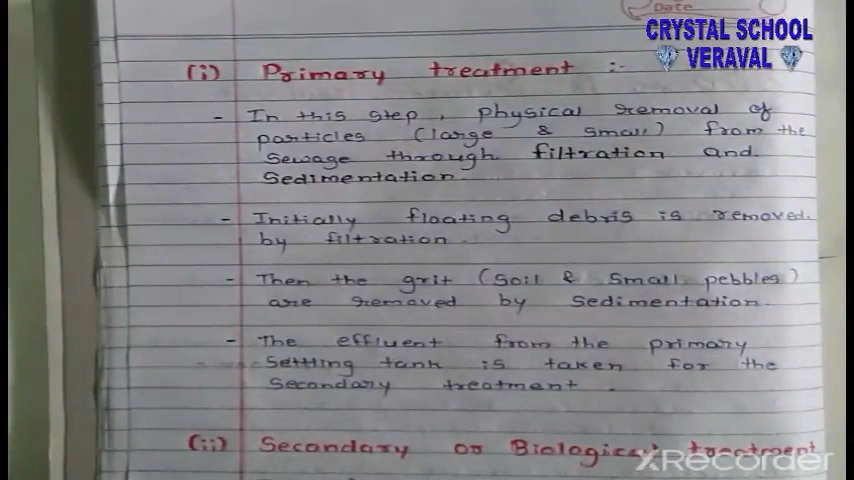 Date
CRYSTAL SCHOOL
VERAVAL
(i) Primary treatment :-
- In this step, physical removal of
particles (large & small) from the
sewage through filtration and
sedimentation.
- Initially floating debris is removed.
by filtration.
- Then the grit (soil & small pebbles)
are removed by sedimentation.
- The effluent from the primary
settling tank is taken for the
secondary treatment.
(ii) Secondary or Biological treatment
XRecorder